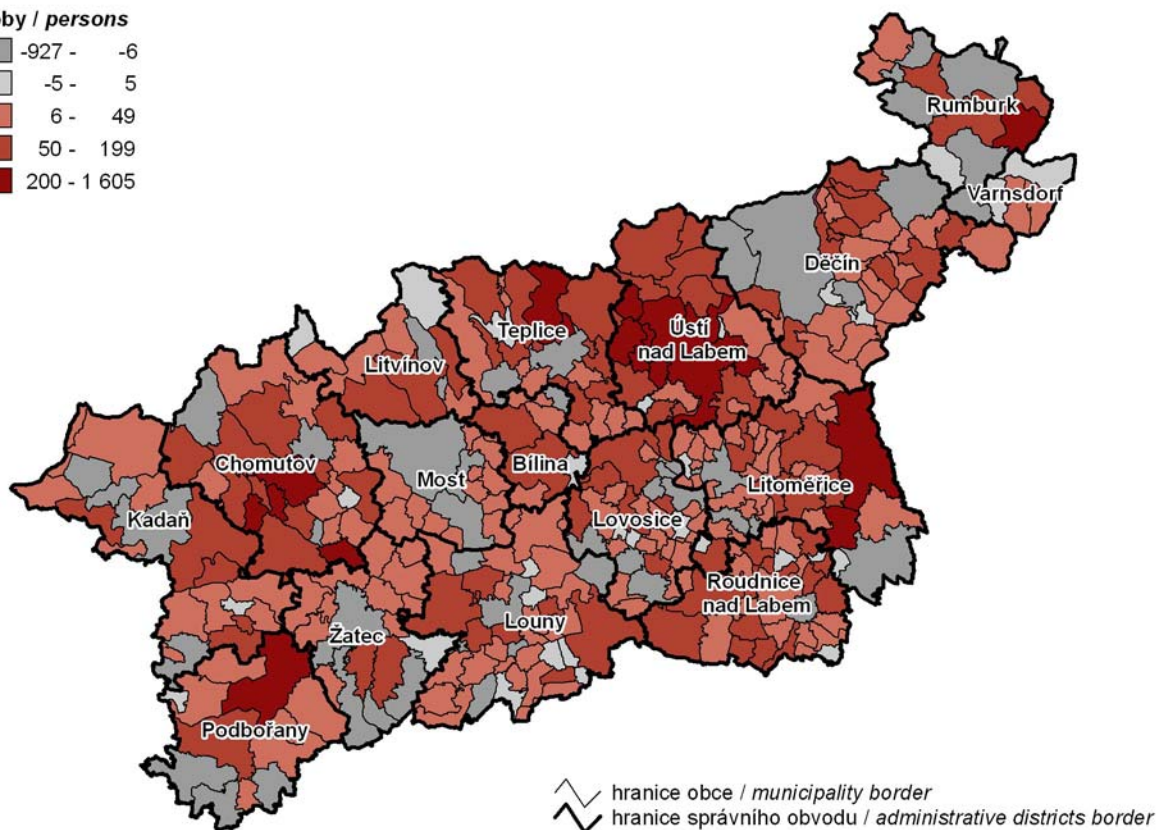 oby / persons
-927 - -6
-5 - 5
6 - 49
50 - 199
200 - 1 605
Rumburk
Varnsdorf
Děčín
Ústí
nad Labem
Teplice
Litvínov
Chomutov
Most
Bílina
Litoměřice
Kadaň
Lovosice
Roudnice
nad Labem
Louny
Žatec
Podbořany
hranice obce / municipality border
hranice správního obvodu / administrative districts border